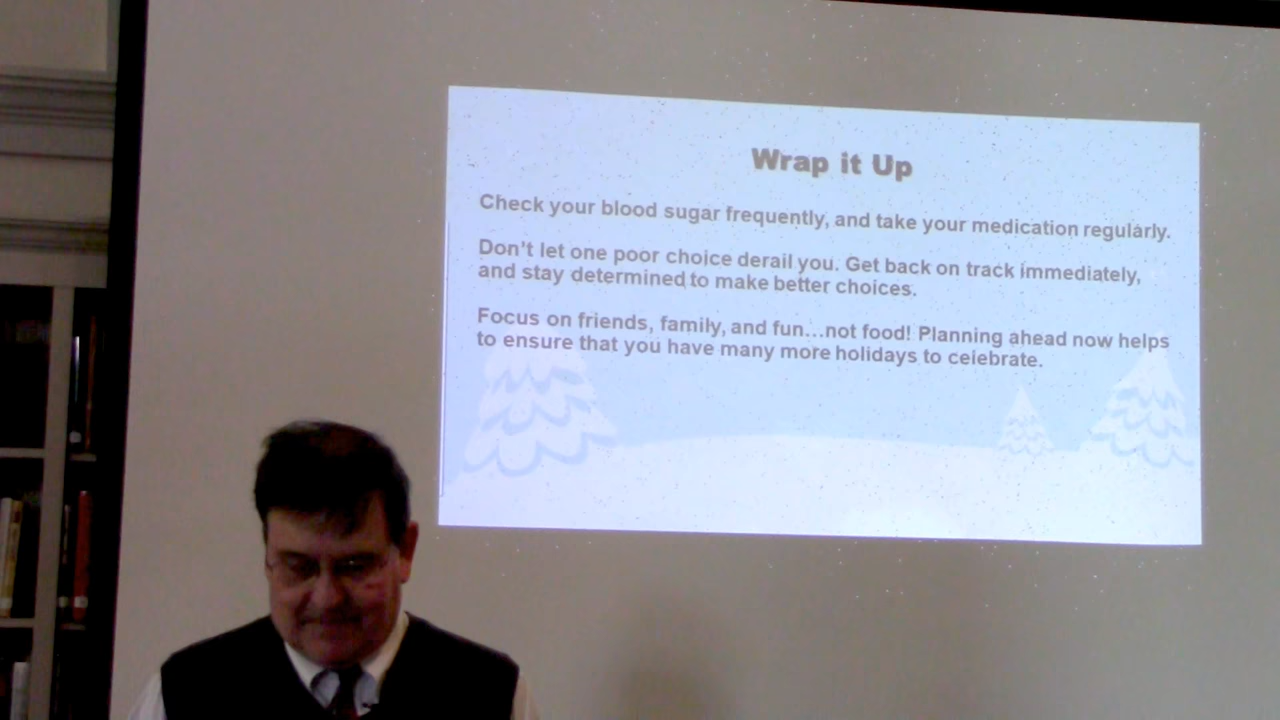 Wrap it Up
Check your blood sugar frequently, and take your medication regularly.
Don't let one poor choice derail you. Get back on track immediately,
and stay determined to make better choices.
Focus on friends, family, and fun...not food! Planning ahead now helps
to ensure that you have many more holidays to celebrate.